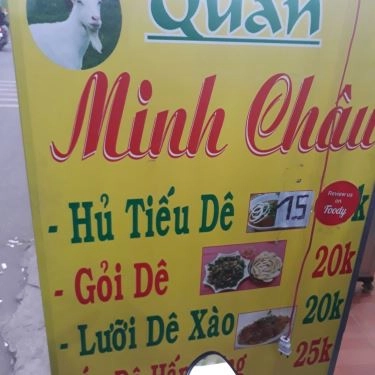 Quán
Minh Châu
- Hủ Tiếu Dê 15 k
Review us on Foody
- Gỏi Dê 20k
- Lưỡi Dê Xào 20k
Dê 25k